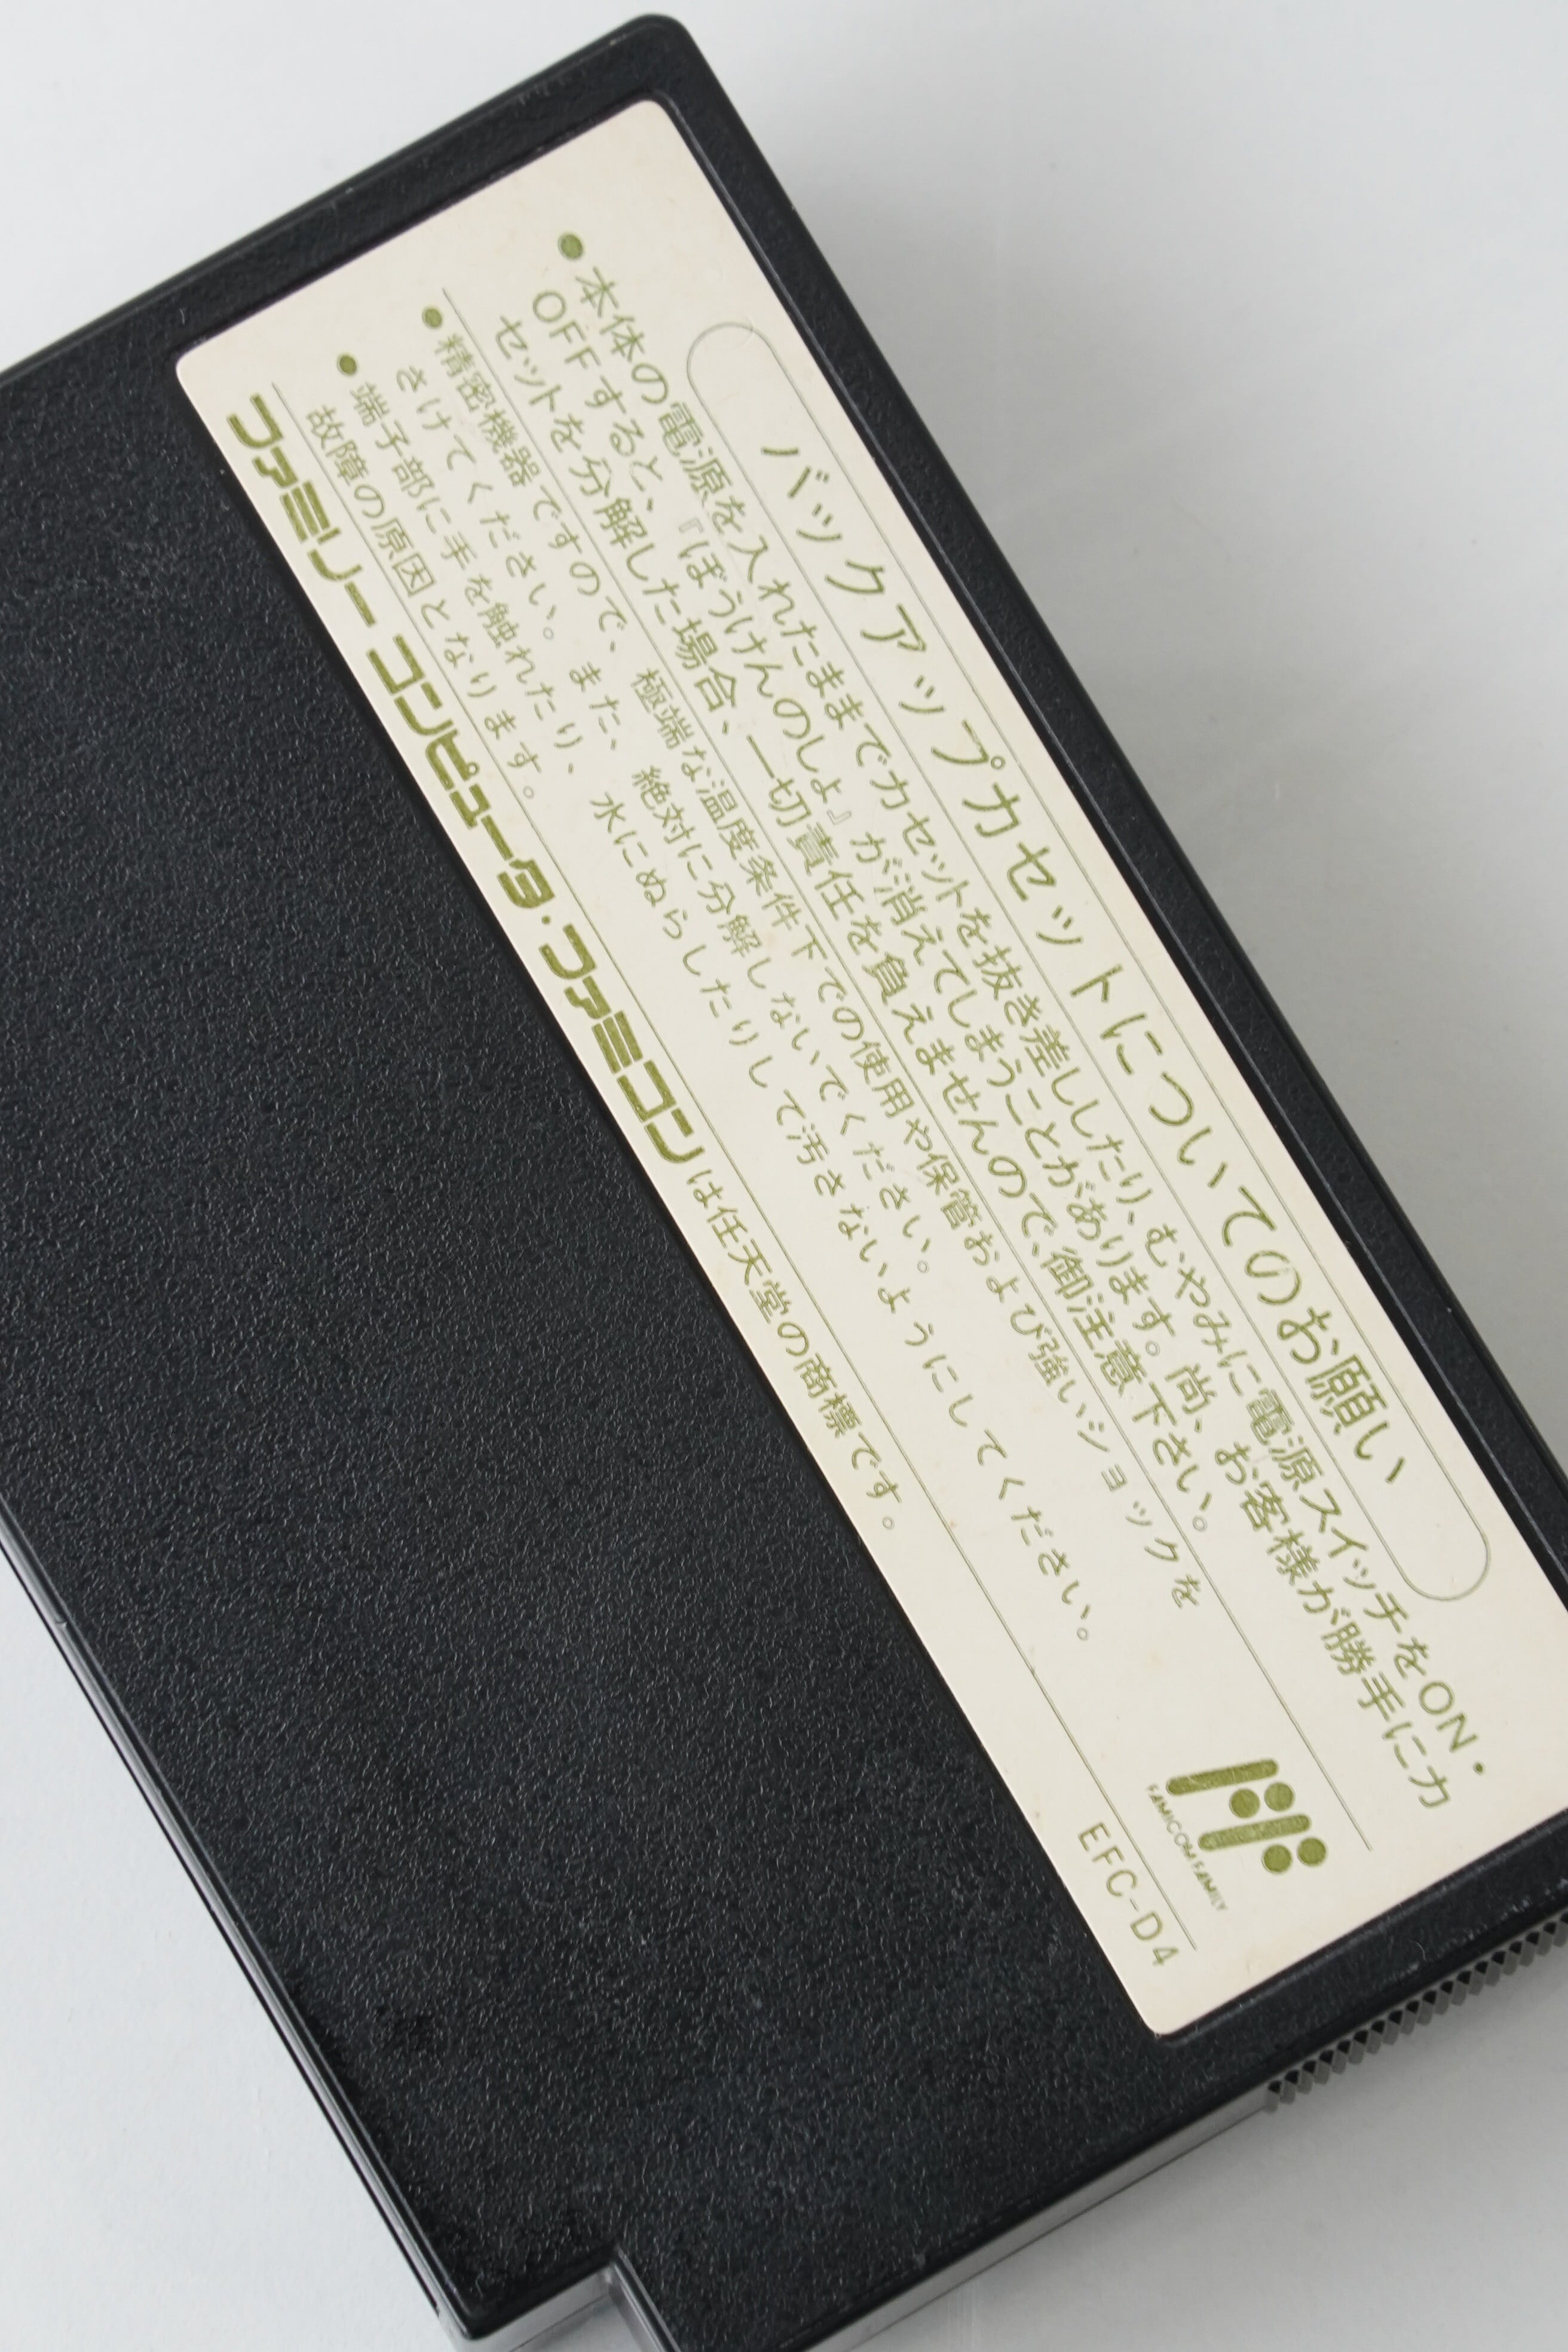 バックアップカセットについてのお願い
●本体の電源を入れたままでカセットを抜き差ししたり、むやみに電源スイッチをON・
OFFすると、『ぼうけんのしょ』が消えてしまうことがあります。尚、お客様が勝手にカ
セットを分解した場合、一切責任を負えませんので、御注意下さい。
●精密機器ですので、極端な温度条件下での使用や保管および強いショックを
さけてください。また、絶対に分解しないでください。
●端子部に手を触れたり、水にぬらしたりして汚さないようにしてください。
故障の原因となります。
FAMICOM FAMILY
ファミリー コンピュータ・ファミコンは任天堂の商標です。
EFC-D4